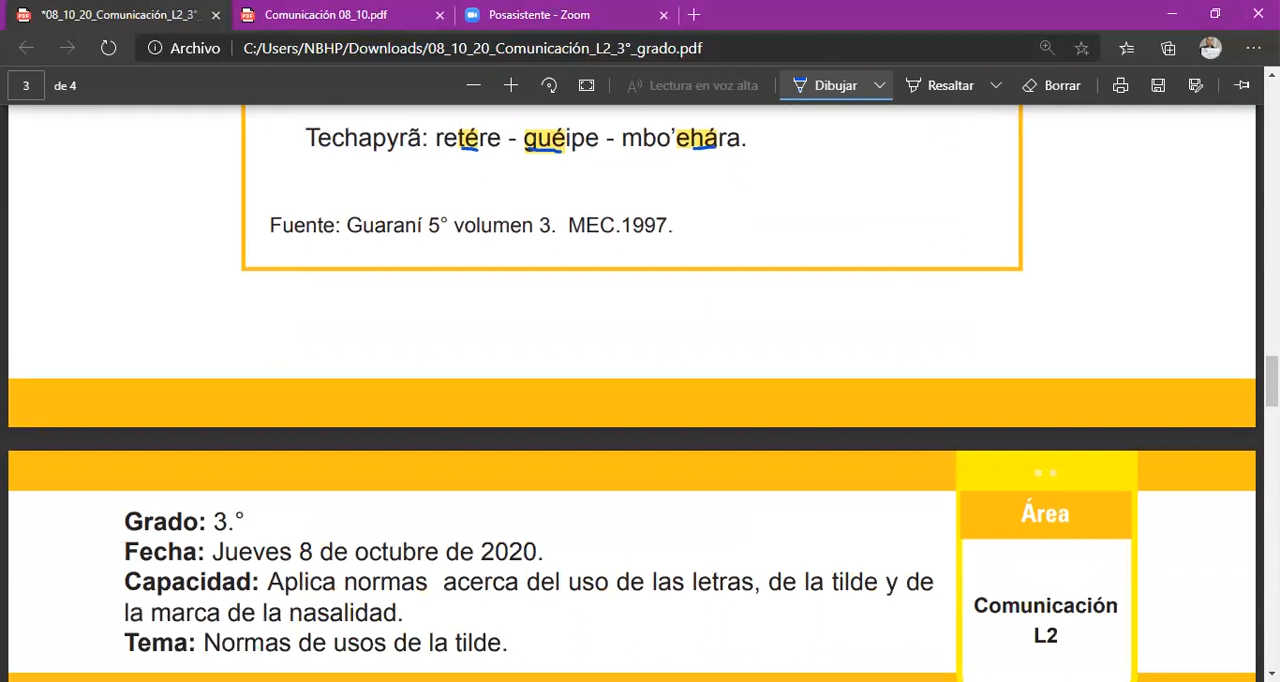 *08_10_20_Comunicación_L2_3°_
Comunicación 08_10.pdf
Posasistente - Zoom
Archivo
C:/Users/NBHP/Downloads/08_10_20_Comunicación_L2_3°_grado.pdf
3 de 4
Lectura en voz alta
Dibujar
Resaltar
Borrar
Techapyrã: retére - guéipe - mbo’ehára.
Fuente: Guaraní 5° volumen 3. MEC.1997.
Grado: 3.°
Fecha: Jueves 8 de octubre de 2020.
Capacidad: Aplica normas acerca del uso de las letras, de la tilde y de
la marca de la nasalidad.
Tema: Normas de usos de la tilde.
Área
Comunicación
L2